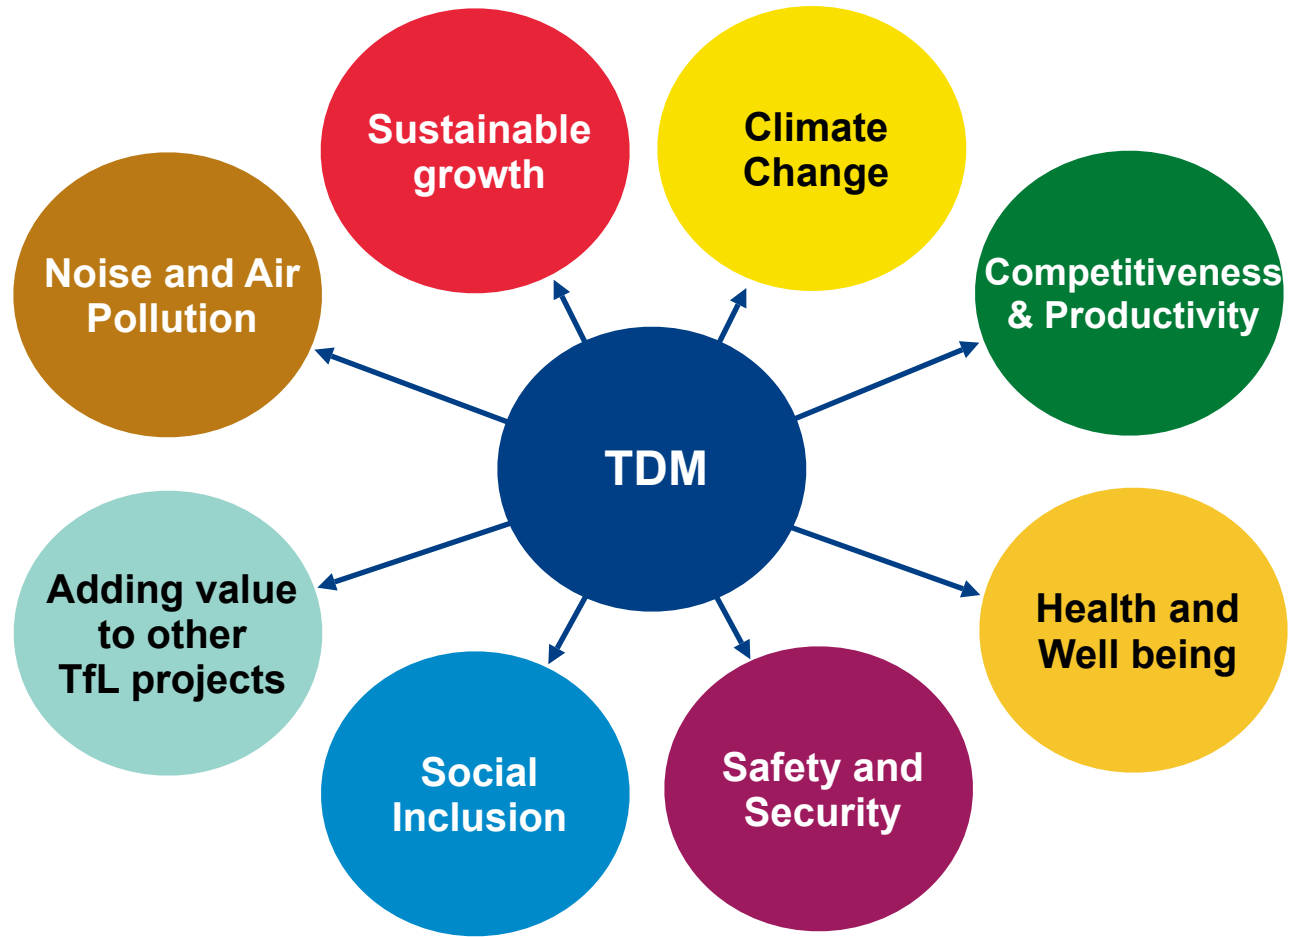 Sustainable
growth
Climate
Change
Noise and Air
Pollution
Competitiveness
& Productivity
TDM
Adding value
to other
TfL projects
Health and
Well being
Social
Inclusion
Safety and
Security